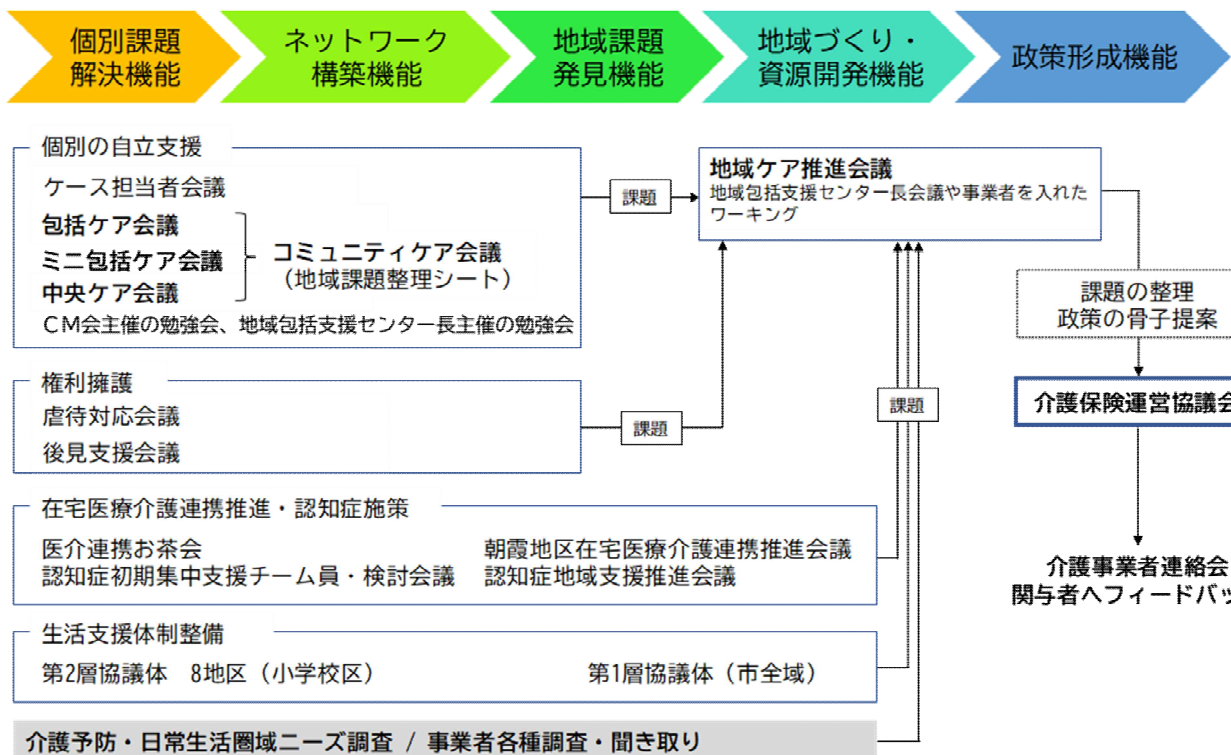 個別課題
解決機能
ネットワーク
構築機能
地域課題
発見機能
地域づくり・
資源開発機能
政策形成機能
個別の自立支援
ケース担当者会議
包括ケア会議
ミニ包括ケア会議
中央ケア会議
コミュニティケア会議
（地域課題整理シート）
ＣＭ会主催の勉強会、地域包括支援センター長主催の勉強会
課題
地域ケア推進会議
地域包括支援センター長会議や事業者を入れた
ワーキング
課題の整理
政策の骨子提案
権利擁護
虐待対応会議
後見支援会議
課題
課題
介護保険運営協議会
在宅医療介護連携推進・認知症施策
医介連携お茶会
認知症初期集中支援チーム員・検討会議
朝霞地区在宅医療介護連携推進会議
認知症地域支援推進会議
介護事業者連絡会
関与者へフィードバッ
生活支援体制整備
第2層協議体　8地区（小学校区）
第1層協議体（市全域）
介護予防・日常生活圏域ニーズ調査 / 事業者各種調査・聞き取り